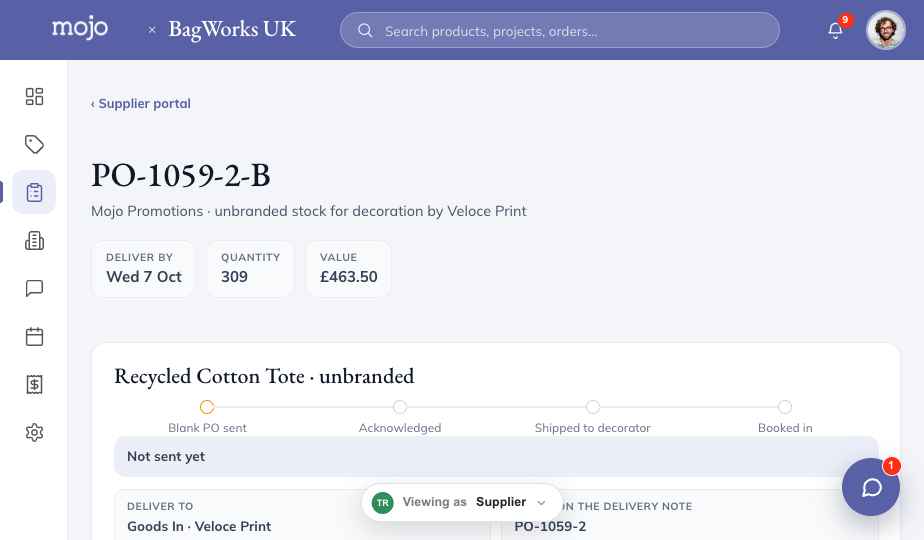 mojo × BagWorks UK
Search products, projects, orders...
9
‹ Supplier portal
PO-1059-2-B
Mojo Promotions · unbranded stock for decoration by Veloce Print
DELIVER BY
Wed 7 Oct
QUANTITY
309
VALUE
£463.50
Recycled Cotton Tote · unbranded
Blank PO sent
Acknowledged
Shipped to decorator
Booked in
Not sent yet
DELIVER TO
Goods In · Veloce Print
IN THE DELIVERY NOTE
PO-1059-2
TR Viewing as Supplier
1